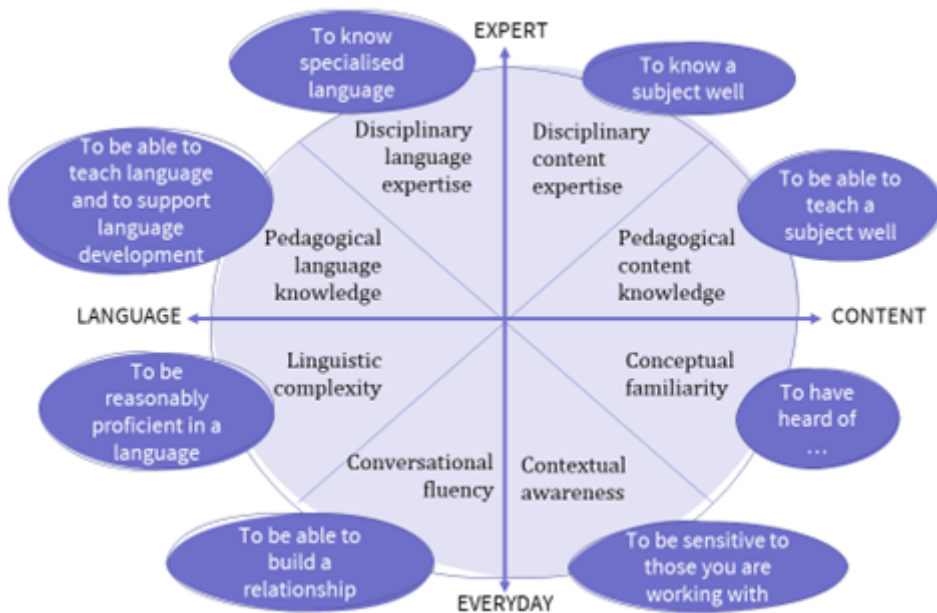 EXPERT
To know
specialised
language
To know a
subject well
Disciplinary
language
expertise
Disciplinary
content
expertise
To be able to
teach language
and to support
language
development
To be able to
teach a
subject well
Pedagogical
language
knowledge
Pedagogical
content
knowledge
LANGUAGE
CONTENT
Linguistic
complexity
Conceptual
familiarity
To be
reasonably
proficient in a
language
To have
heard of
...
Conversational
fluency
Contextual
awareness
To be able to
build a
relationship
To be sensitive to
those you are
working with
EVERYDAY